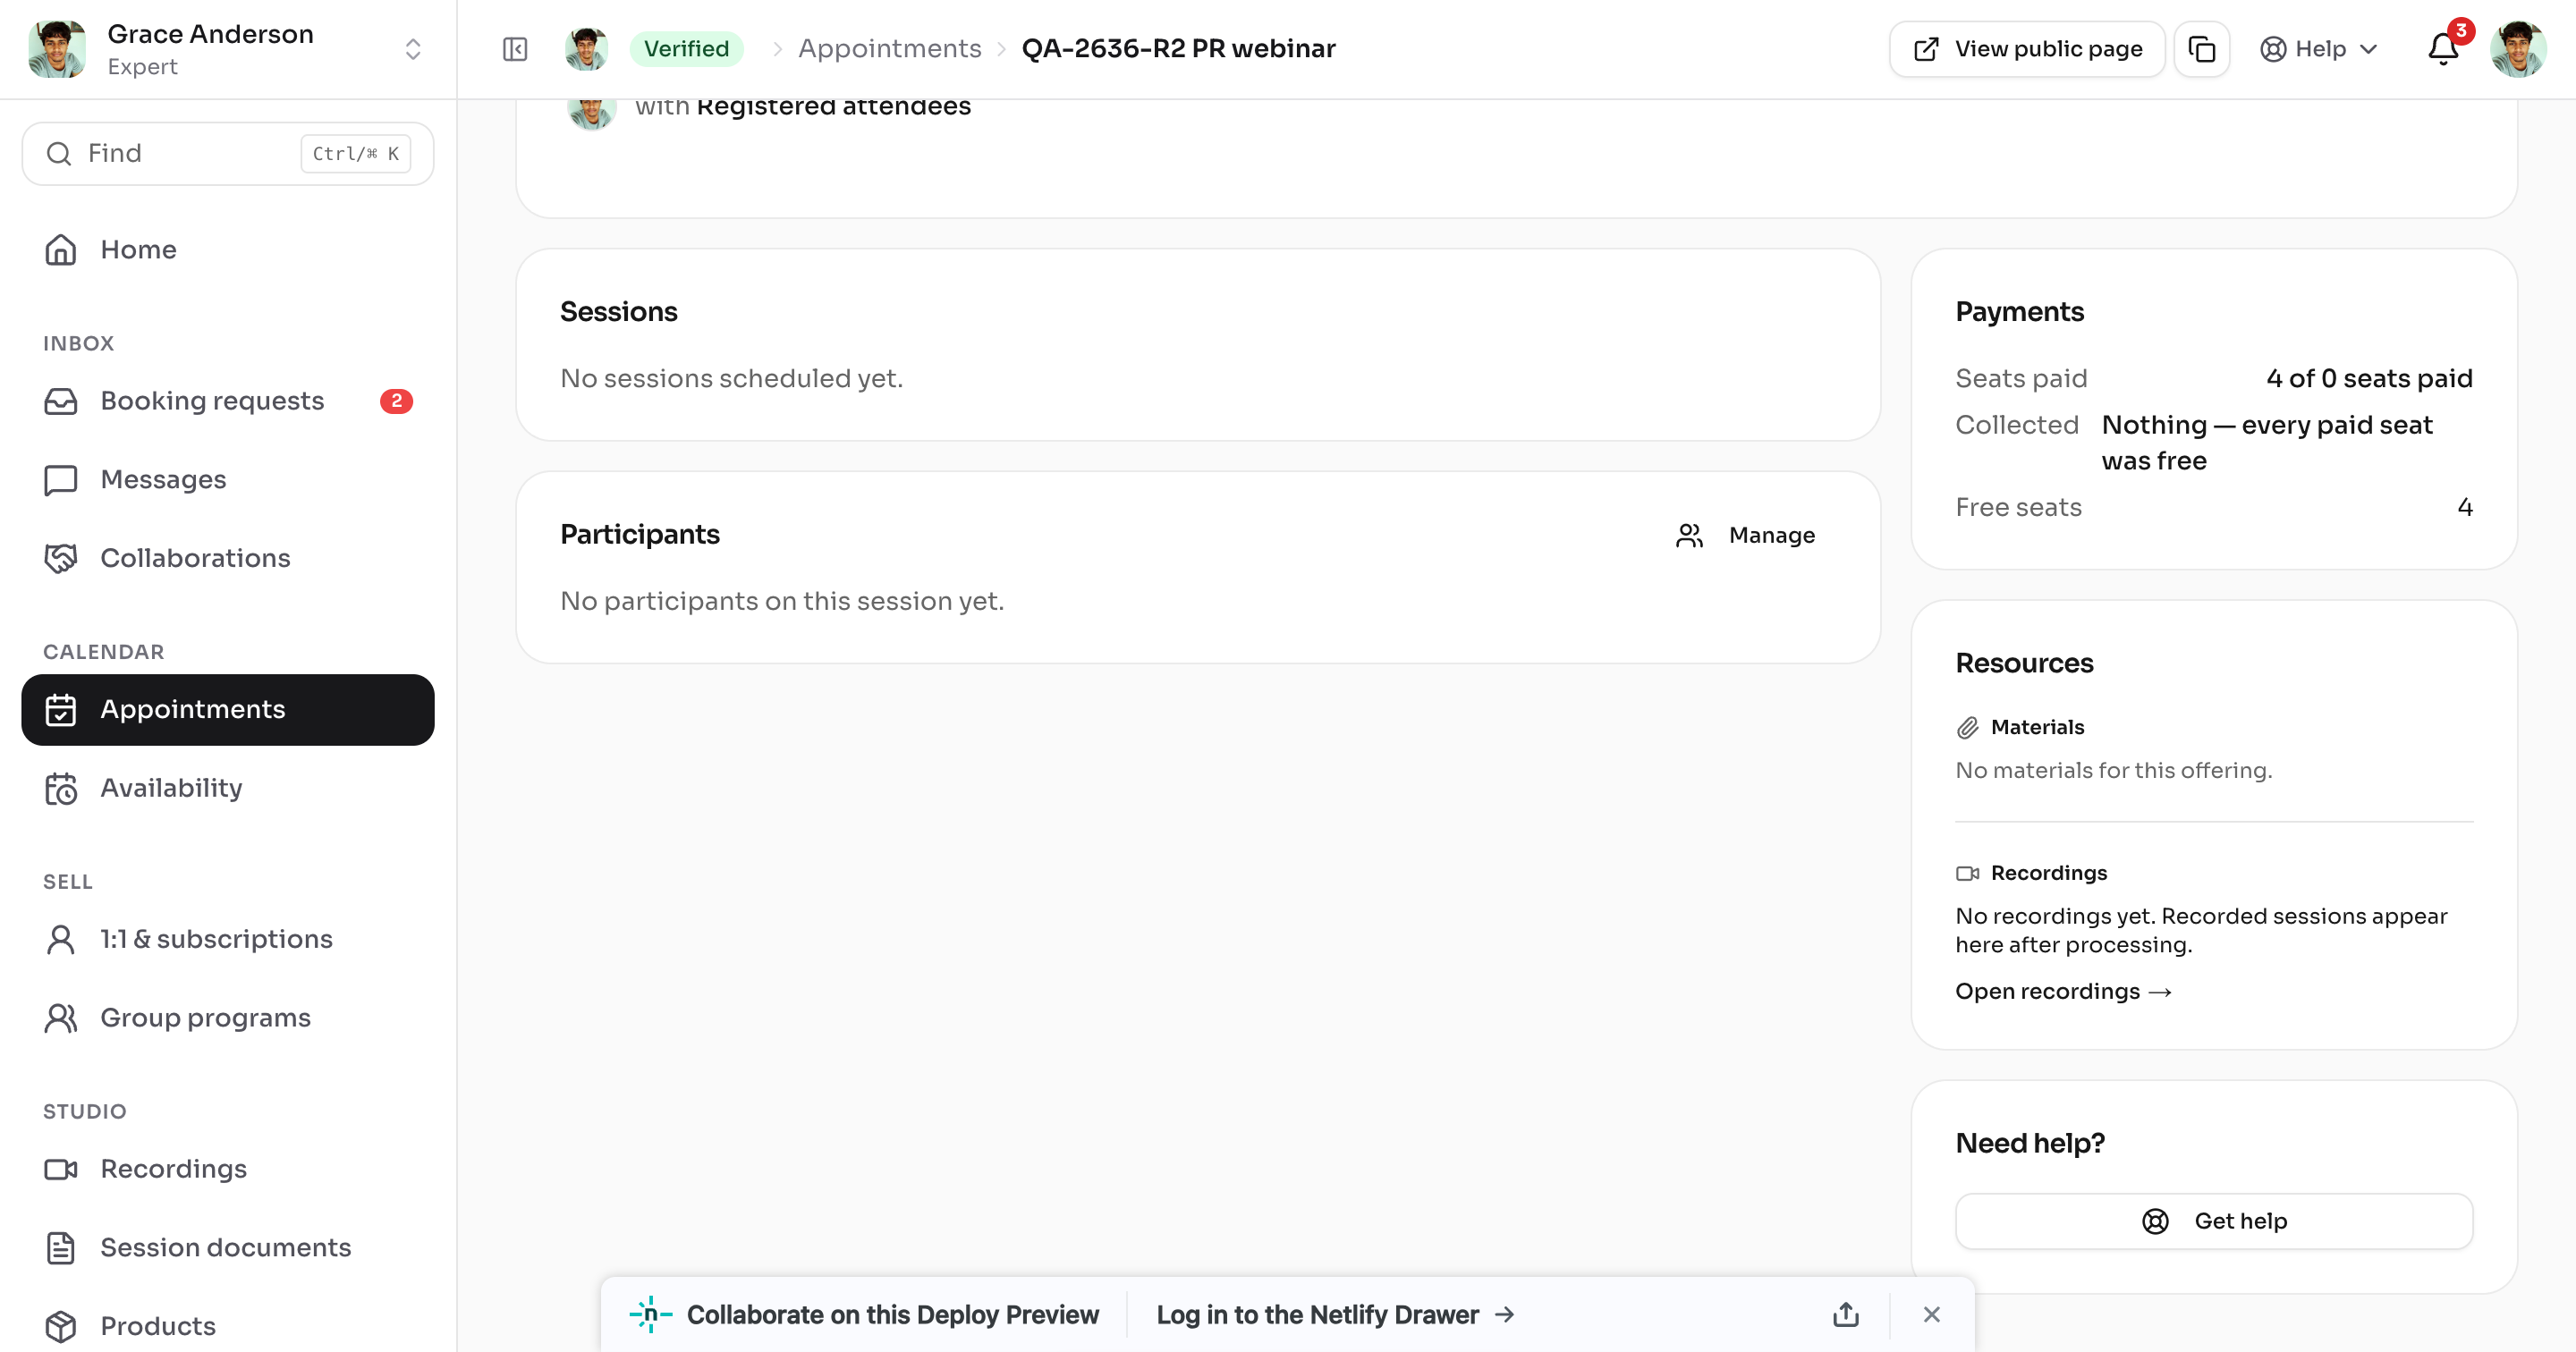 Grace Anderson
Expert
Find
Ctrl/⌘ K
Home
INBOX
Booking requests
2
Messages
Collaborations
CALENDAR
Appointments
Availability
SELL
1:1 & subscriptions
Group programs
STUDIO
Recordings
Session documents
Products
Verified
Appointments
QA-2636-R2 PR webinar
View public page
Help
3
with Registered attendees
Sessions
No sessions scheduled yet.
Participants
Manage
No participants on this session yet.
Payments
Seats paid
4 of 0 seats paid
Collected
Nothing — every paid seat
was free
Free seats
4
Resources
Materials
No materials for this offering.
Recordings
No recordings yet. Recorded sessions appear
here after processing.
Open recordings →
Need help?
Get help
Collaborate on this Deploy Preview
Log in to the Netlify Drawer →